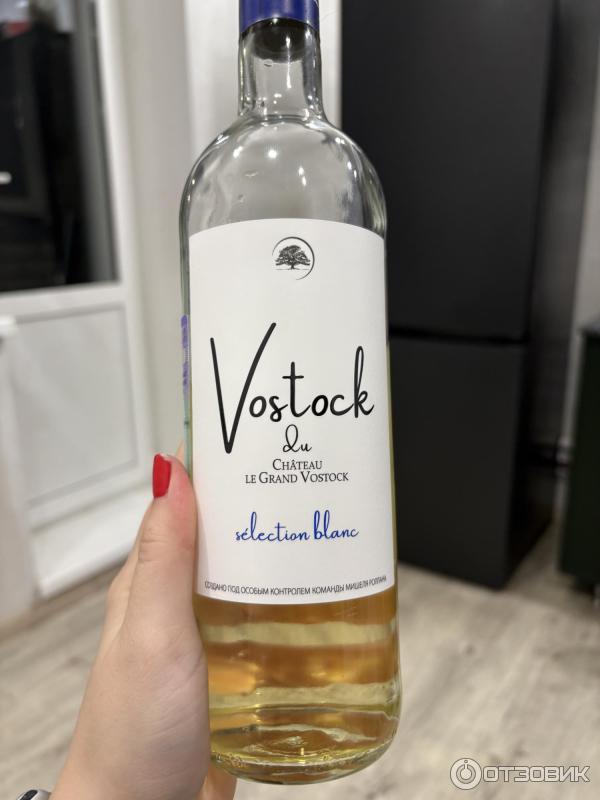 Vostock
du
CHÂTEAU
LE GRAND VOSTOCK
sélection blanc
СОЗДАНО ПОД ОСОБЫМ КОНТРОЛЕМ КОМАНДЫ МИШЕЛЯ РОЛЛАНА
ОТЗОВИК